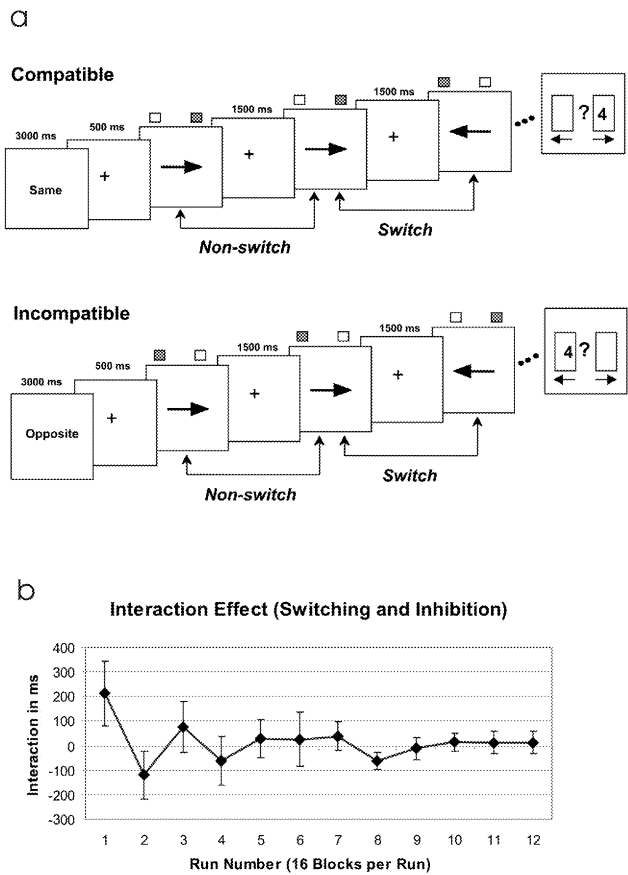 a
Compatible
3000 ms 500 ms 1500 ms 1500 ms
Same + + + ? 4
Non-switch Switch
Incompatible
3000 ms 500 ms 1500 ms 1500 ms
Opposite + + + 4 ?
Non-switch Switch
b
Interaction Effect (Switching and Inhibition)
Interaction in ms
400
300
200
100
0
-100
-200
-300
1 2 3 4 5 6 7 8 9 10 11 12
Run Number (16 Blocks per Run)